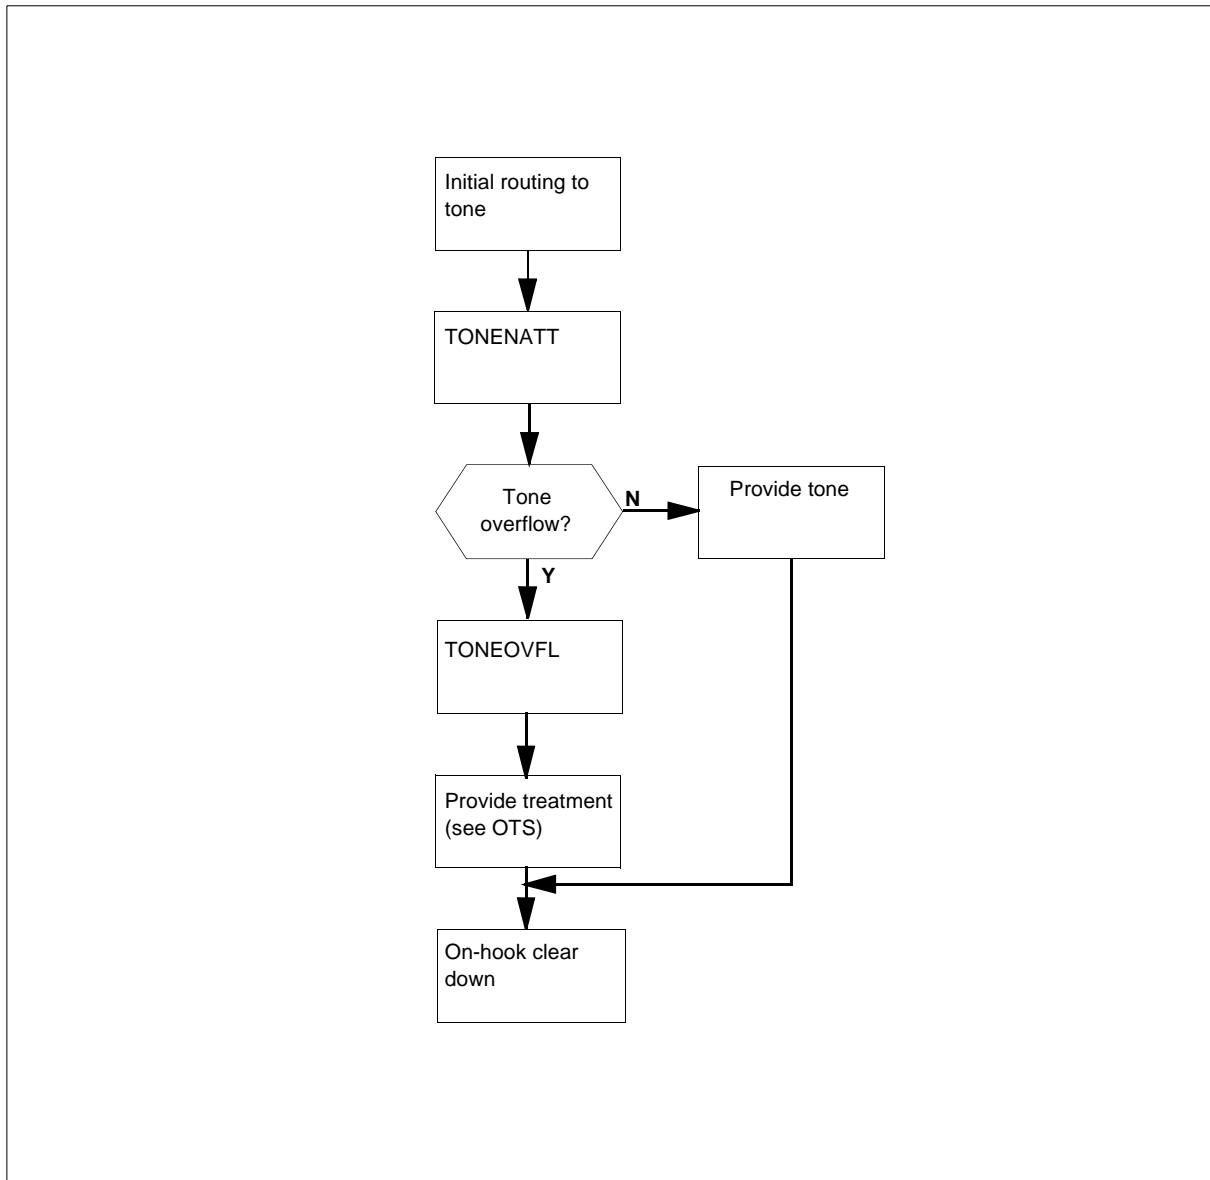 Initial routing to
tone
TONENATT
Tone
overflow?
N
Provide tone
Y
TONEOVFL
Provide treatment
(see OTS)
On-hook clear
down